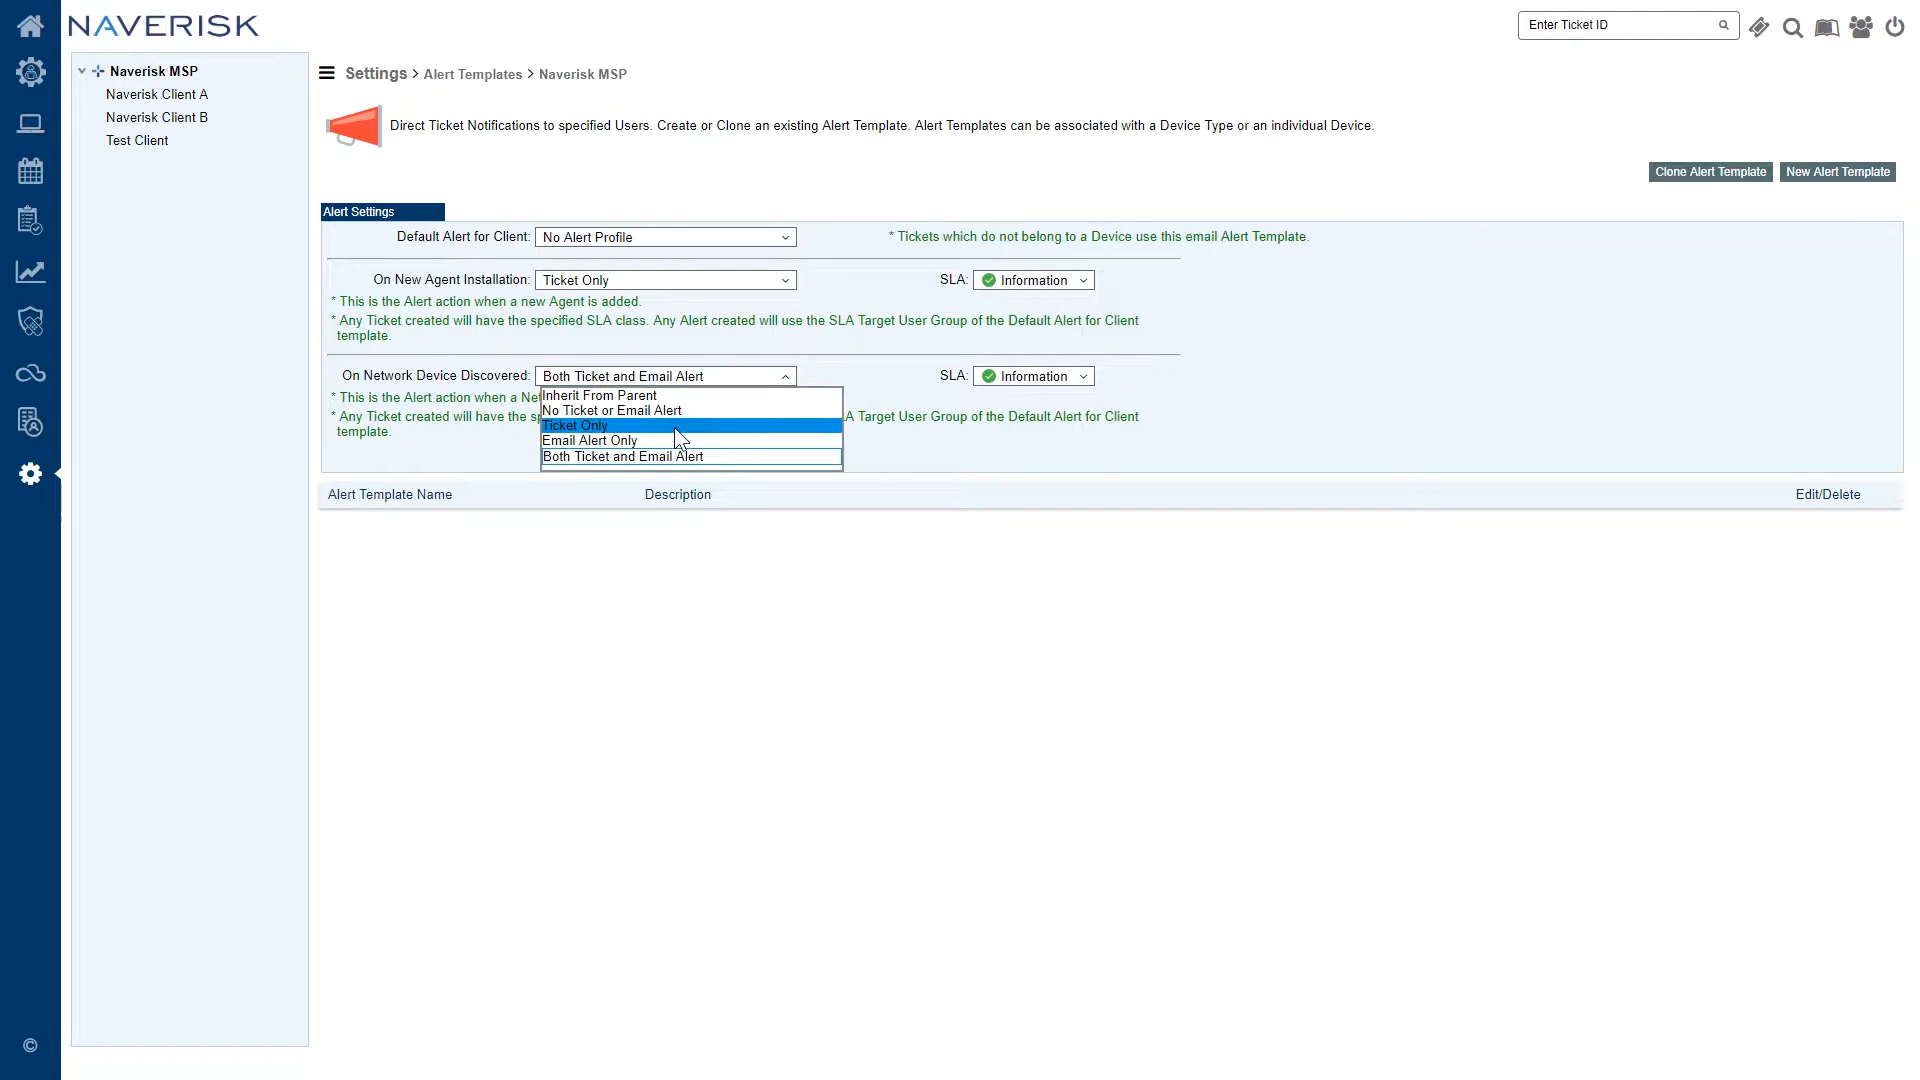 NAVERISK
Enter Ticket ID
Naverisk MSP
Naverisk Client A
Naverisk Client B
Test Client
Settings > Alert Templates > Naverisk MSP
Direct Ticket Notifications to specified Users. Create or Clone an existing Alert Template. Alert Templates can be associated with a Device Type or an individual Device.
Clone Alert Template New Alert Template
Alert Settings
Default Alert for Client: No Alert Profile * Tickets which do not belong to a Device use this email Alert Template.
On New Agent Installation: Ticket Only SLA: Information
* This is the Alert action when a new Agent is added.
* Any Ticket created will have the specified SLA class. Any Alert created will use the SLA Target User Group of the Default Alert for Client
template.
On Network Device Discovered: Both Ticket and Email Alert SLA: Information
* This is the Alert action when a Ne
* Any Ticket created will have the sp
A Target User Group of the Default Alert for Client
template.
Inherit From Parent
No Ticket or Email Alert
Ticket Only
Email Alert Only
Both Ticket and Email Alert
Alert Template Name Description Edit/Delete
©